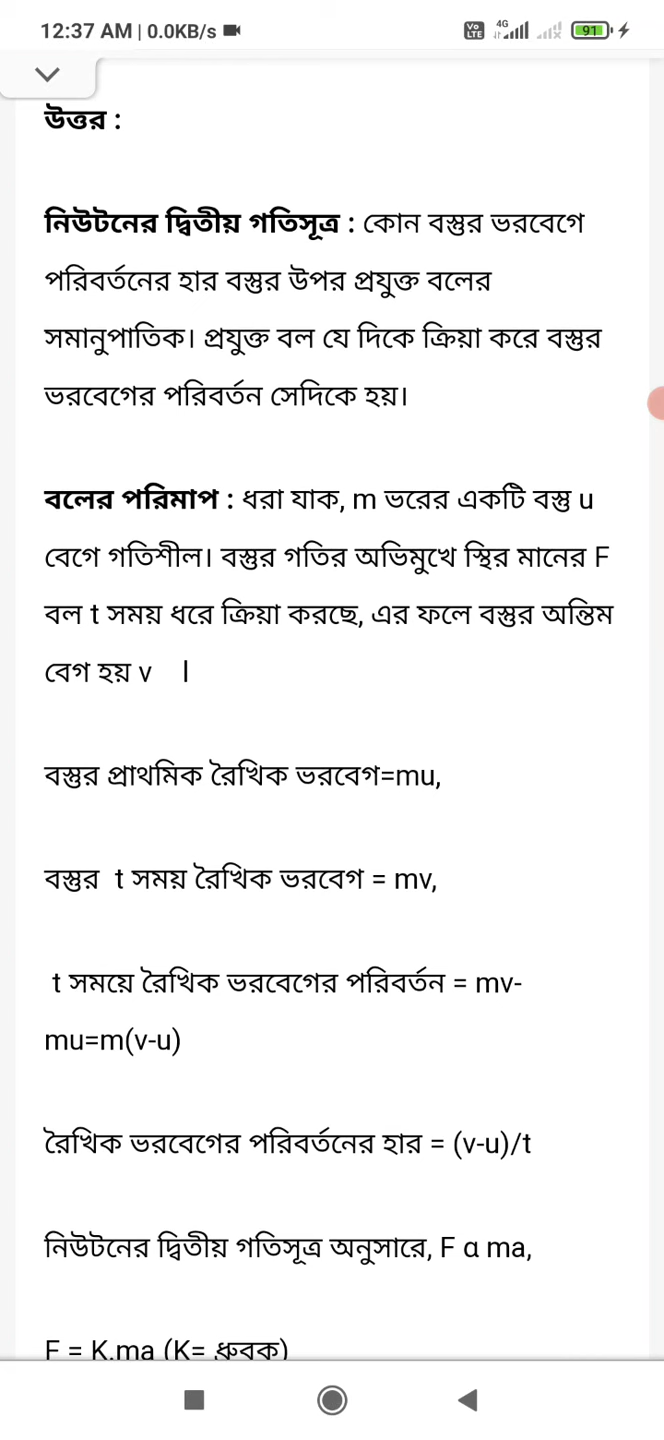 12:37 AM | 0.0KB/s
Vo LTE 4G 91
উত্তর :
নিউটনের দ্বিতীয় গতিসূত্র : কোন বস্তুর ভরবেগে
পরিবর্তনের হার বস্তুর উপর প্রযুক্ত বলের
সমানুপাতিক। প্রযুক্ত বল যে দিকে ক্রিয়া করে বস্তুর
ভরবেগের পরিবর্তন সেদিকে হয়।
বলের পরিমাপ : ধরা যাক, m ভরের একটি বস্তু u
বেগে গতিশীল। বস্তুর গতির অভিমুখে স্থির মানের F
বল t সময় ধরে ক্রিয়া করছে, এর ফলে বস্তুর অন্তিম
বেগ হয় v ।
বস্তুর প্রাথমিক রৈখিক ভরবেগ=mu,
বস্তুর t সময় রৈখিক ভরবেগ = mv,
t সময়ে রৈখিক ভরবেগের পরিবর্তন = mv-
mu=m(v-u)
রৈখিক ভরবেগের পরিবর্তনের হার = (v-u)/t
নিউটনের দ্বিতীয় গতিসূত্র অনুসারে, F α ma,
F = K.ma (K= ধ্রুবক)